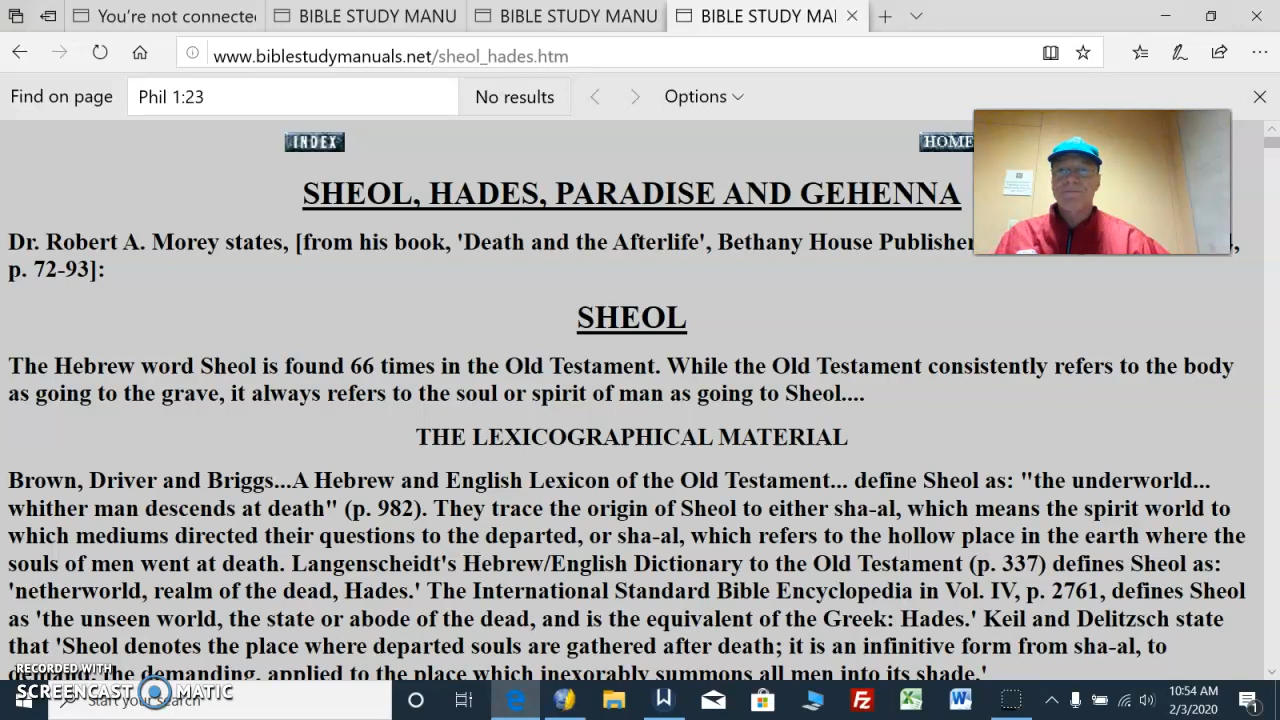 You're not connected
BIBLE STUDY MANU
BIBLE STUDY MANU
BIBLE STUDY MAI
www.biblestudymanuals.net/sheol_hades.htm
Find on page
Phil 1:23
No results
Options
INDEX
HOME
SHEOL, HADES, PARADISE AND GEHENNA
Dr. Robert A. Morey states, [from his book, 'Death and the Afterlife', Bethany House Publisher
p. 72-93]:
SHEOL
The Hebrew word Sheol is found 66 times in the Old Testament. While the Old Testament consistently refers to the body
as going to the grave, it always refers to the soul or spirit of man as going to Sheol....
THE LEXICOGRAPHICAL MATERIAL
Brown, Driver and Briggs...A Hebrew and English Lexicon of the Old Testament... define Sheol as: "the underworld...
whither man descends at death" (p. 982). They trace the origin of Sheol to either sha-al, which means the spirit world to
which mediums directed their questions to the departed, or sha-al, which refers to the hollow place in the earth where the
souls of men went at death. Langenscheidt's Hebrew/English Dictionary to the Old Testament (p. 337) defines Sheol as:
'netherworld, realm of the dead, Hades.' The International Standard Bible Encyclopedia in Vol. IV, p. 2761, defines Sheol
as 'the unseen world, the state or abode of the dead, and is the equivalent of the Greek: Hades.' Keil and Delitzsch state
that 'Sheol denotes the place where departed souls are gathered after death; it is an infinitive form from sha-al, to
the demanding, applied to the place which inexorably summons all men into its shade.'
RECORDED WITH
SCREENCAST MATIC
Start your search
10:54 AM
2/3/2020